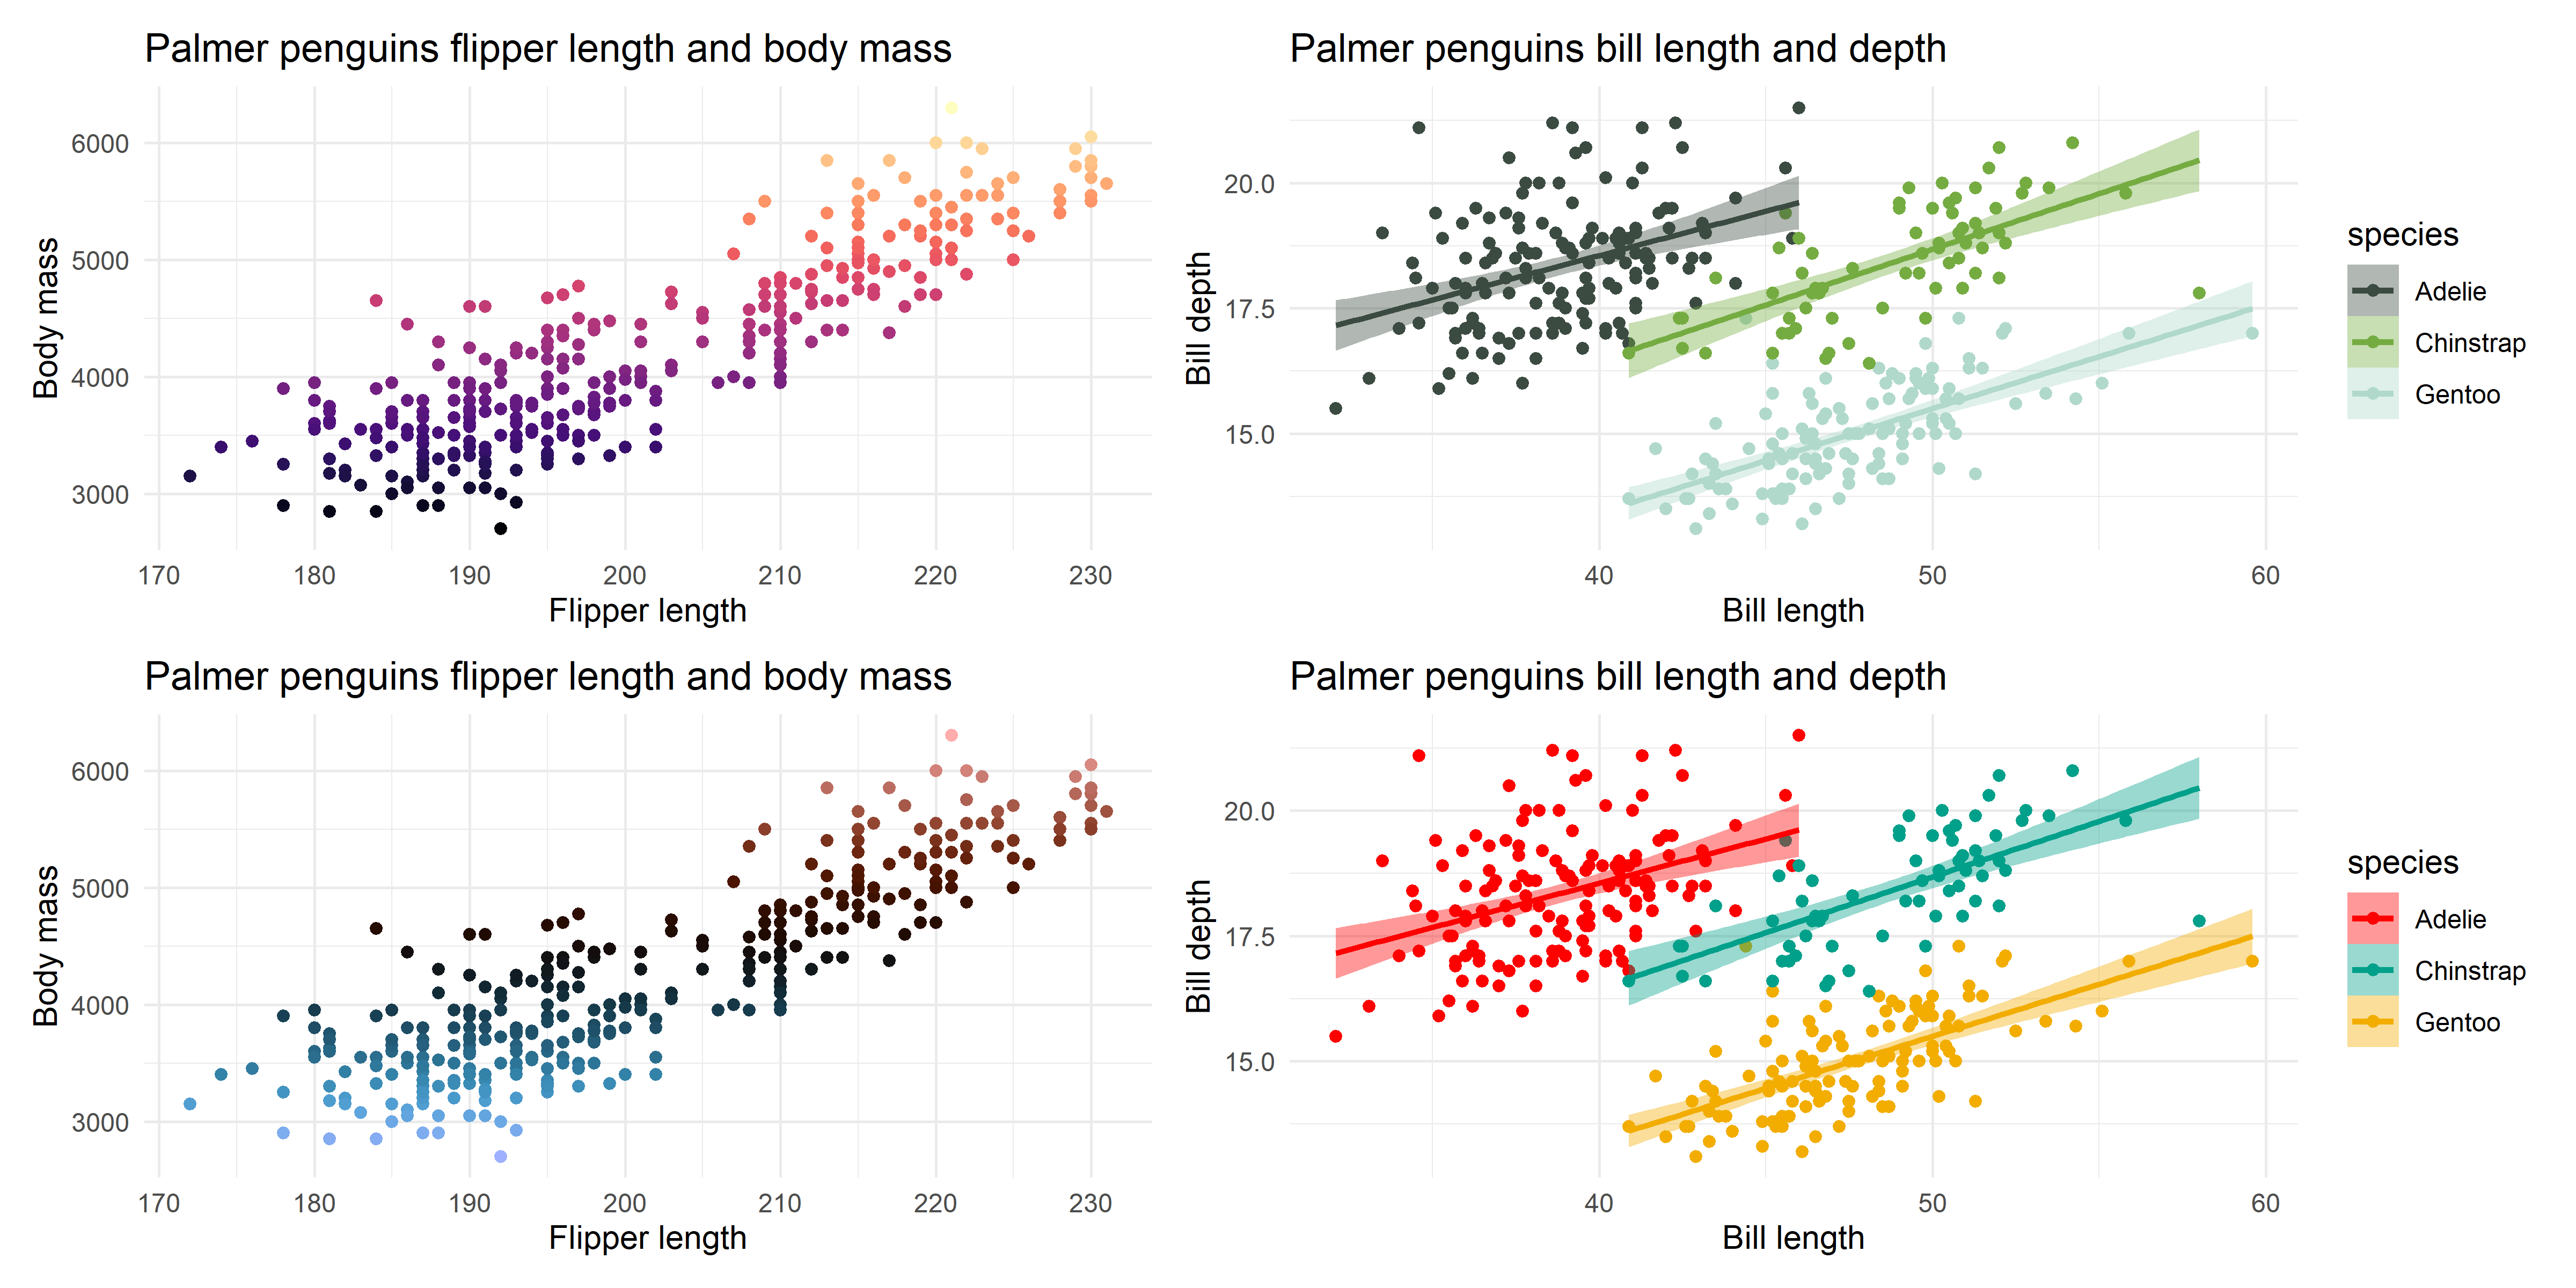 Palmer penguins flipper length and body mass
Body mass
6000
5000
4000
3000
170 180 190 200 210 220 230
Flipper length
Palmer penguins bill length and depth
Bill depth
20.0
17.5
15.0
40 50 60
Bill length
species
Adelie
Chinstrap
Gentoo
Palmer penguins flipper length and body mass
Body mass
6000
5000
4000
3000
170 180 190 200 210 220 230
Flipper length
Palmer penguins bill length and depth
Bill depth
20.0
17.5
15.0
40 50 60
Bill length
species
Adelie
Chinstrap
Gentoo